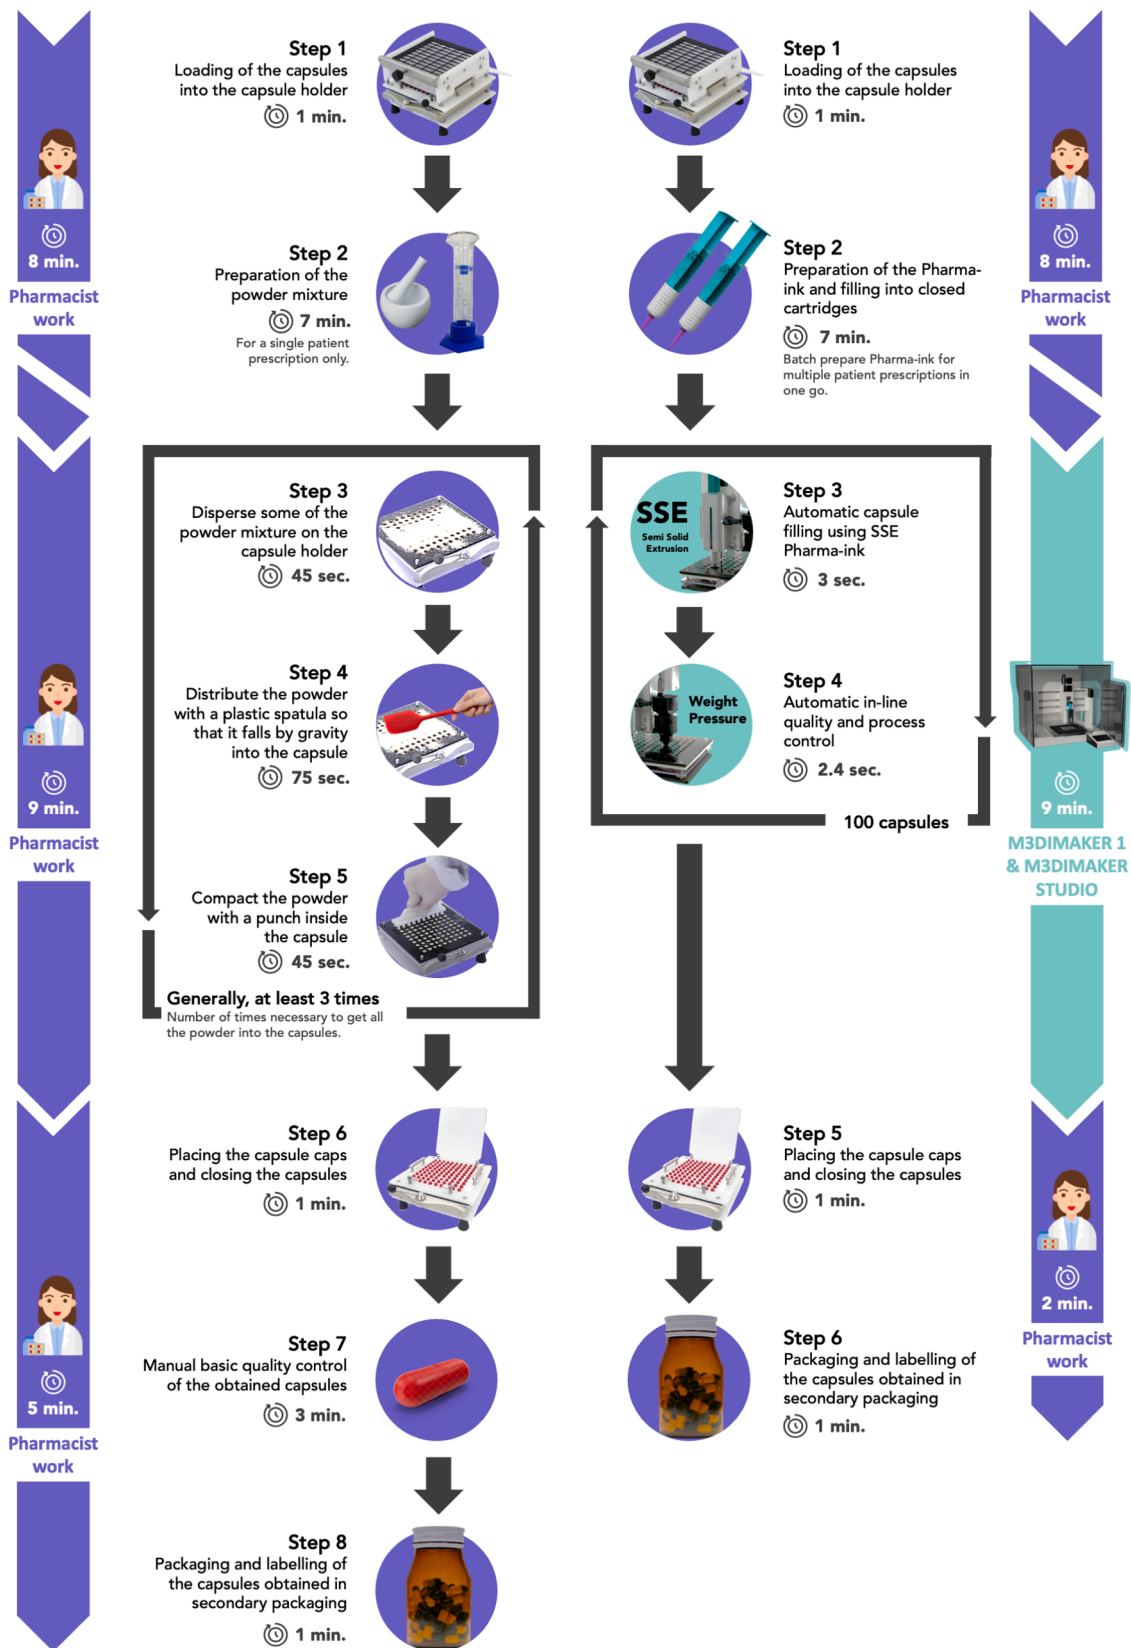 Step 1
Loading of the capsules
into the capsule holder
1 min.
Step 2
Preparation of the
powder mixture
7 min.
For a single patient
prescription only.
8 min.
Pharmacist
work
Step 3
Disperse some of the
powder mixture on the
capsule holder
45 sec.
Step 4
Distribute the powder
with a plastic spatula so
that it falls by gravity
into the capsule
75 sec.
Step 5
Compact the powder
with a punch inside
the capsule
45 sec.
Generally, at least 3 times
Number of times necessary to get all
the powder into the capsules.
9 min.
Pharmacist
work
Step 6
Placing the capsule caps
and closing the capsules
1 min.
Step 7
Manual basic quality control
of the obtained capsules
3 min.
Step 8
Packaging and labelling of
the capsules obtained in
secondary packaging
1 min.
5 min.
Pharmacist
work
Step 1
Loading of the capsules
into the capsule holder
1 min.
Step 2
Preparation of the Pharma-
ink and filling into closed
cartridges
7 min.
Batch prepare Pharma-ink for
multiple patient prescriptions in
one go.
8 min.
Pharmacist
work
SSE
Semi Solid
Extrusion
Step 3
Automatic capsule
filling using SSE
Pharma-ink
3 sec.
Weight
Pressure
Step 4
Automatic in-line
quality and process
control
2.4 sec.
100 capsules
9 min.
M3DIMAKER 1
& M3DIMAKER
STUDIO
Step 5
Placing the capsule caps
and closing the capsules
1 min.
Step 6
Packaging and labelling of
the capsules obtained in
secondary packaging
1 min.
2 min.
Pharmacist
work